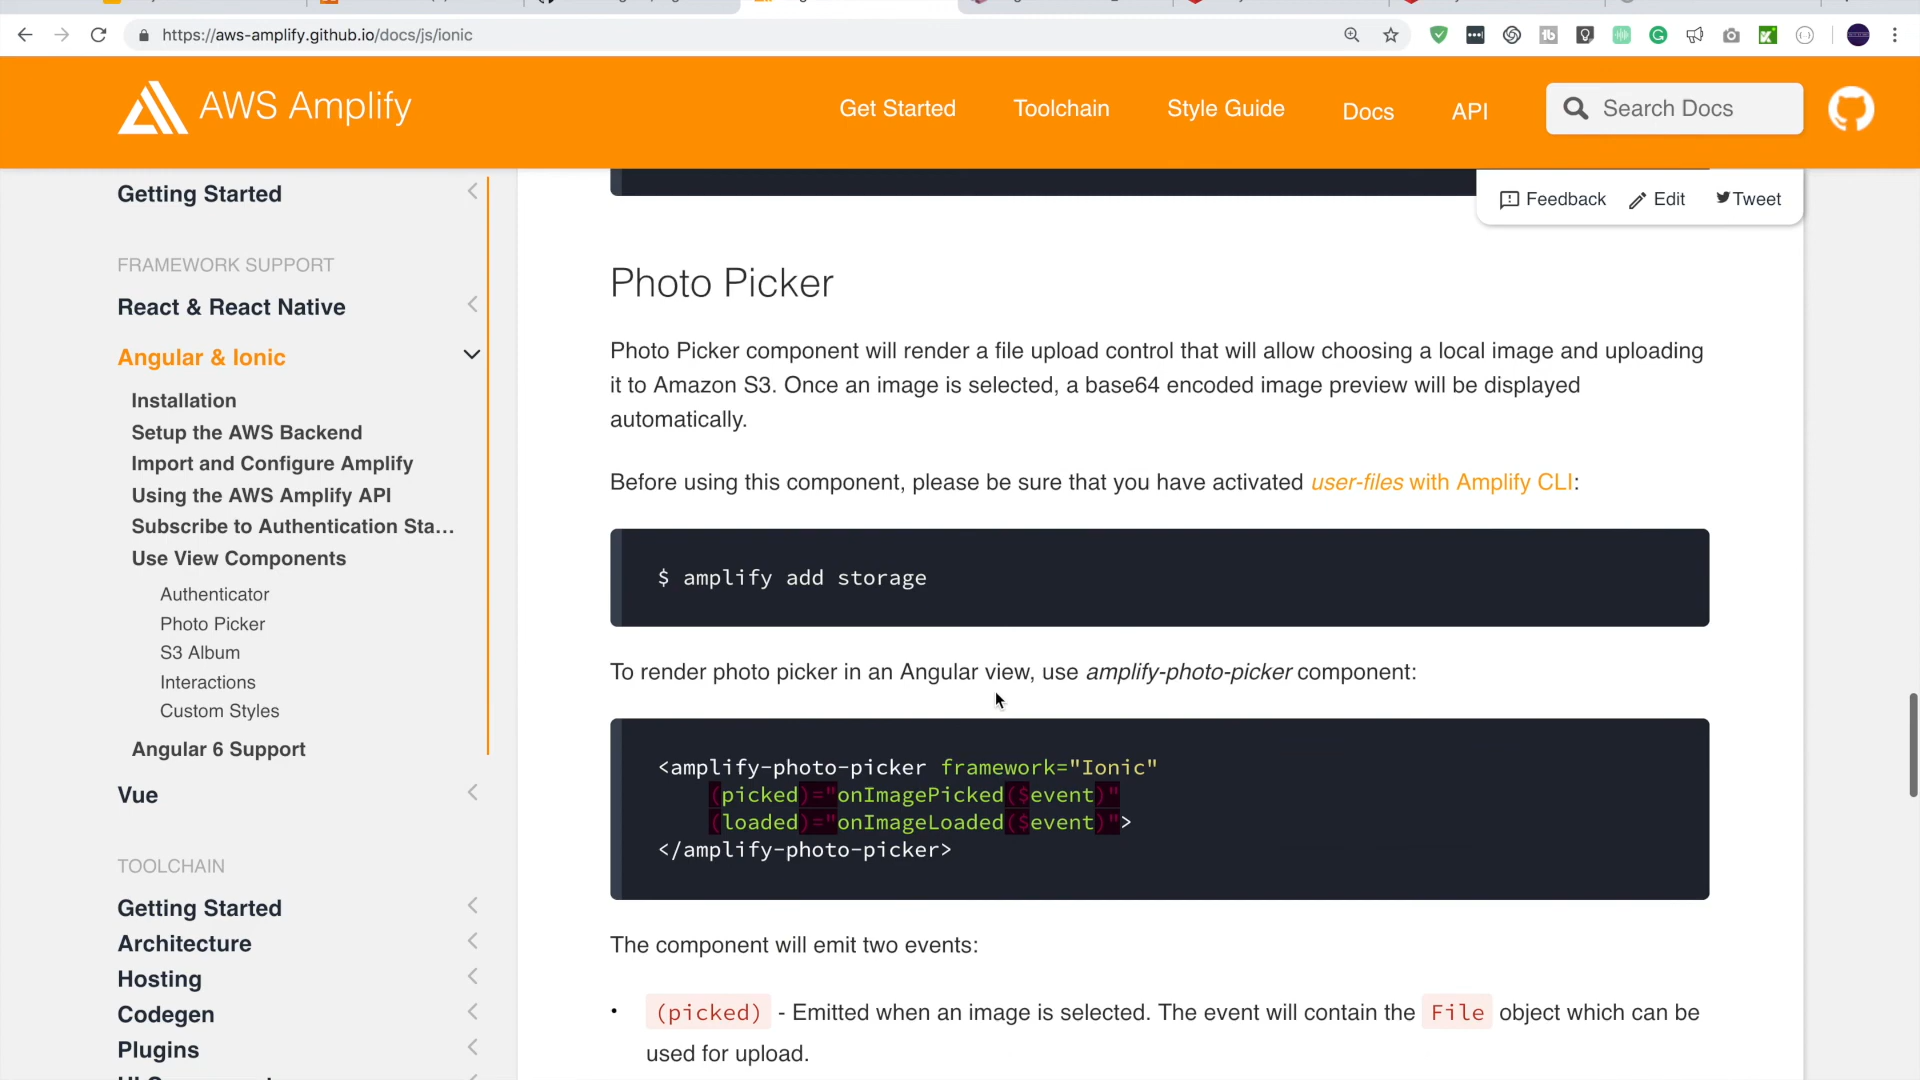 https://aws-amplify.github.io/docs/js/ionic
AWS Amplify
Get Started
Toolchain
Style Guide
Docs
API
Search Docs
Getting Started
FRAMEWORK SUPPORT
React & React Native
Angular & Ionic
Installation
Setup the AWS Backend
Import and Configure Amplify
Using the AWS Amplify API
Subscribe to Authentication Sta...
Use View Components
Authenticator
Photo Picker
S3 Album
Interactions
Custom Styles
Angular 6 Support
Vue
TOOLCHAIN
Getting Started
Architecture
Hosting
Codegen
Plugins
Feedback
Edit
Tweet
Photo Picker
Photo Picker component will render a file upload control that will allow choosing a local image and uploading
it to Amazon S3. Once an image is selected, a base64 encoded image preview will be displayed
automatically.
Before using this component, please be sure that you have activated user-files with Amplify CLI:
$ amplify add storage
To render photo picker in an Angular view, use amplify-photo-picker component:
<amplify-photo-picker framework="Ionic"
(picked)="onImagePicked($event)"
(loaded)="onImageLoaded($event)">
</amplify-photo-picker>
The component will emit two events:
• (picked) - Emitted when an image is selected. The event will contain the File object which can be
used for upload.